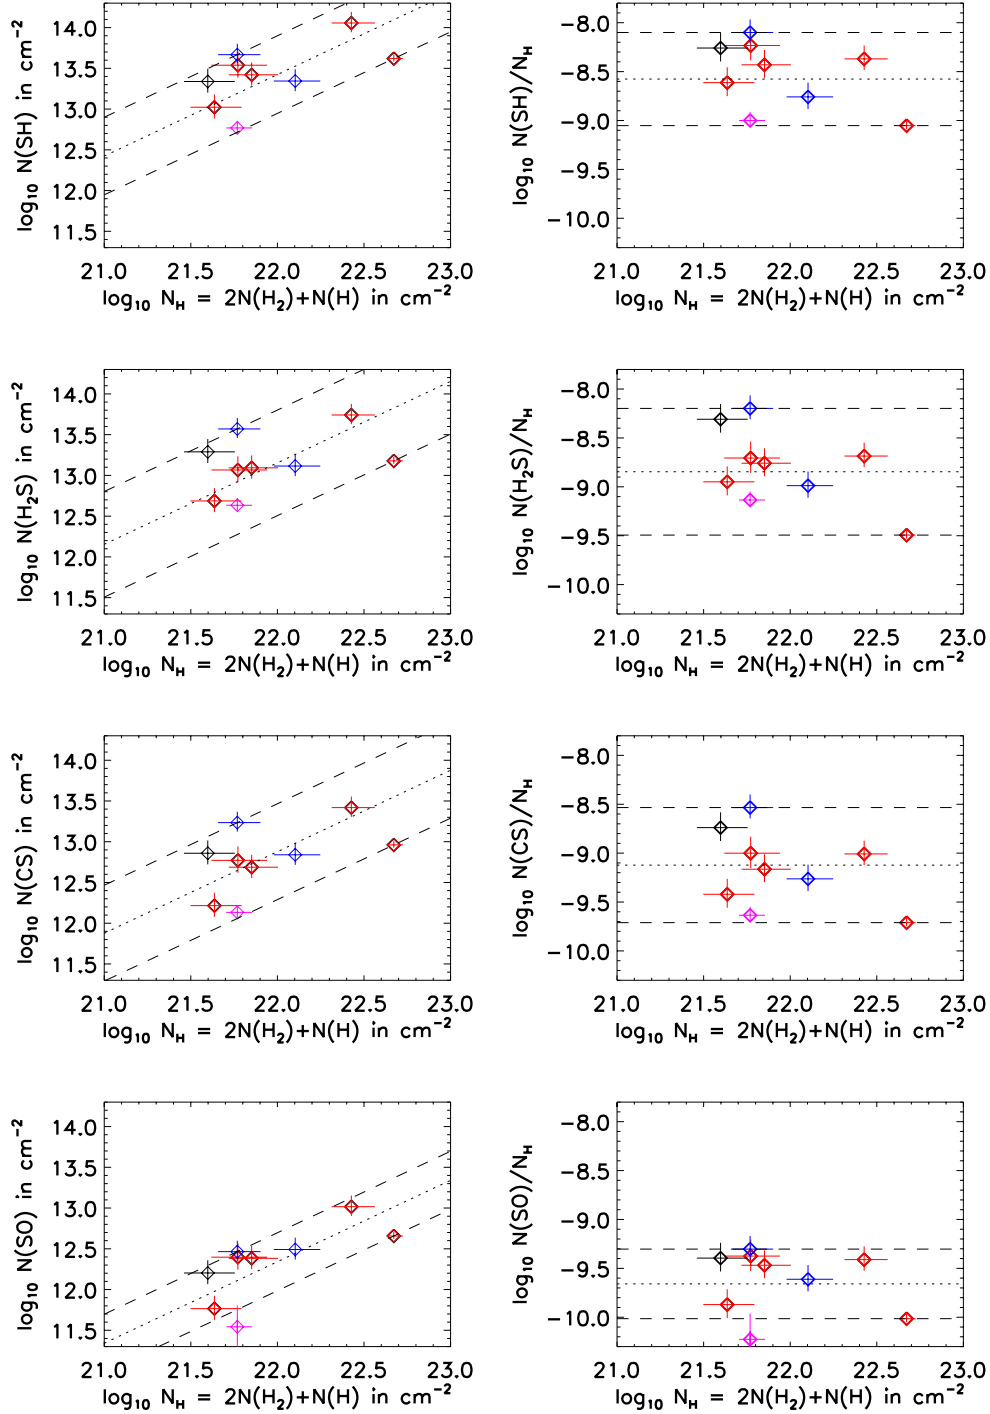 log₁₀ N(SH) in cm⁻²
14.0
13.5
13.0
12.5
12.0
11.5
21.0 21.5 22.0 22.5 23.0
log₁₀ N_H = 2N(H₂)+N(H) in cm⁻²
log₁₀ N(SH)/N_H
−8.0
−8.5
−9.0
−9.5
−10.0
21.0 21.5 22.0 22.5 23.0
log₁₀ N_H = 2N(H₂)+N(H) in cm⁻²
log₁₀ N(H₂S) in cm⁻²
14.0
13.5
13.0
12.5
12.0
11.5
21.0 21.5 22.0 22.5 23.0
log₁₀ N_H = 2N(H₂)+N(H) in cm⁻²
log₁₀ N(H₂S)/N_H
−8.0
−8.5
−9.0
−9.5
−10.0
21.0 21.5 22.0 22.5 23.0
log₁₀ N_H = 2N(H₂)+N(H) in cm⁻²
log₁₀ N(CS) in cm⁻²
14.0
13.5
13.0
12.5
12.0
11.5
21.0 21.5 22.0 22.5 23.0
log₁₀ N_H = 2N(H₂)+N(H) in cm⁻²
log₁₀ N(CS)/N_H
−8.0
−8.5
−9.0
−9.5
−10.0
21.0 21.5 22.0 22.5 23.0
log₁₀ N_H = 2N(H₂)+N(H) in cm⁻²
log₁₀ N(SO) in cm⁻²
14.0
13.5
13.0
12.5
12.0
11.5
21.0 21.5 22.0 22.5 23.0
log₁₀ N_H = 2N(H₂)+N(H) in cm⁻²
log₁₀ N(SO)/N_H
−8.0
−8.5
−9.0
−9.5
−10.0
21.0 21.5 22.0 22.5 23.0
log₁₀ N_H = 2N(H₂)+N(H) in cm⁻²